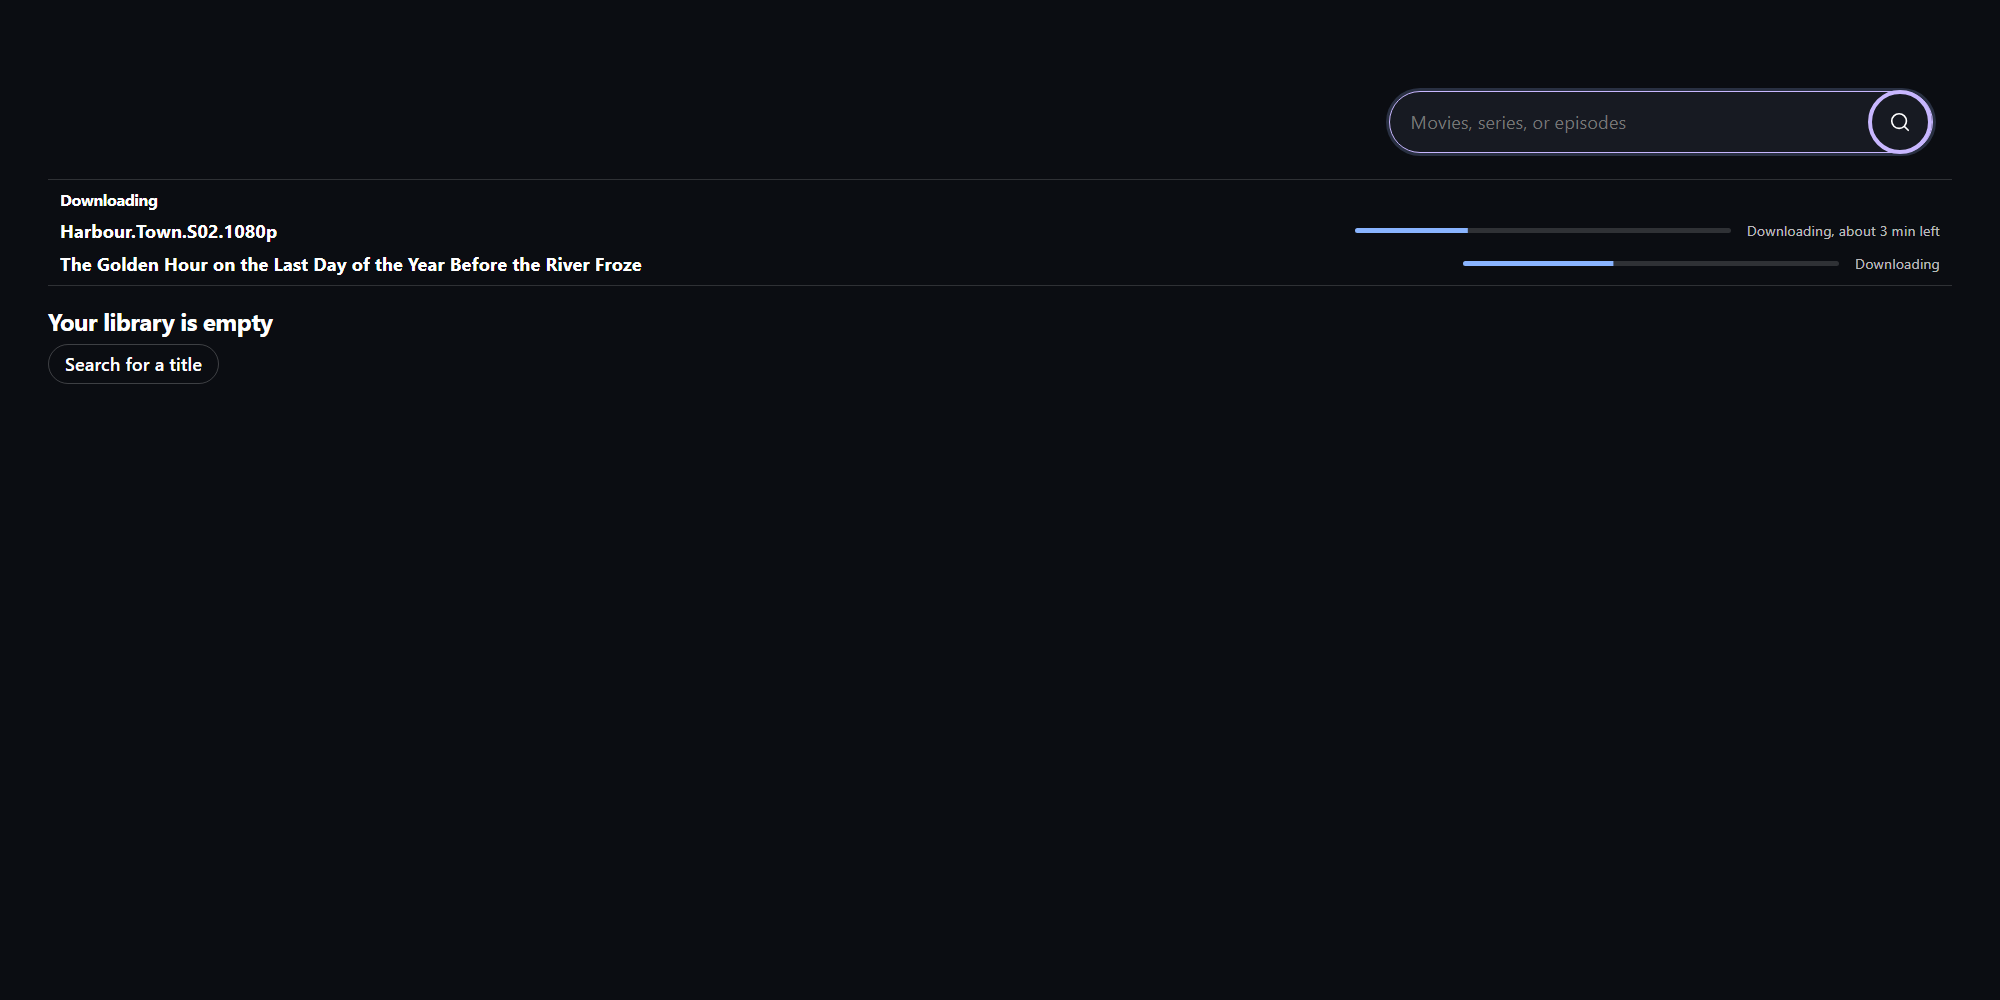 Movies, series, or episodes
Downloading
Harbour.Town.S02.1080p
Downloading, about 3 min left
The Golden Hour on the Last Day of the Year Before the River Froze
Downloading
Your library is empty
Search for a title